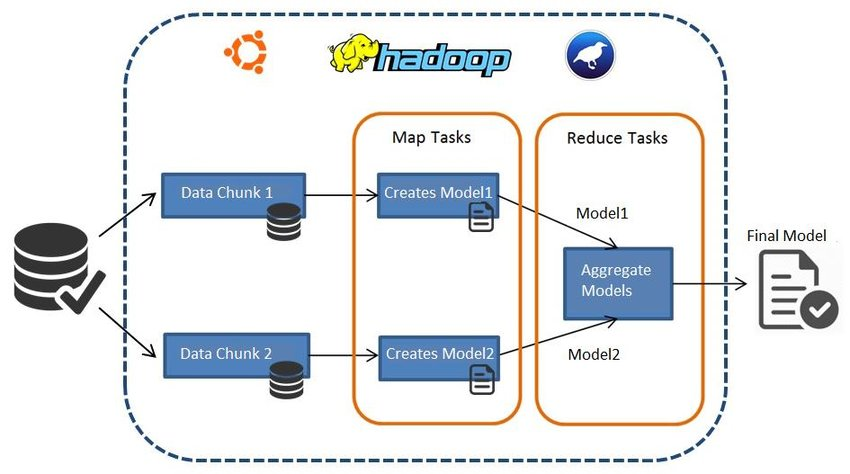 hadoop
Map Tasks
Reduce Tasks
Data Chunk 1
Creates Model1
Model1
Final Model
Aggregate
Models
Data Chunk 2
Creates Model2
Model2